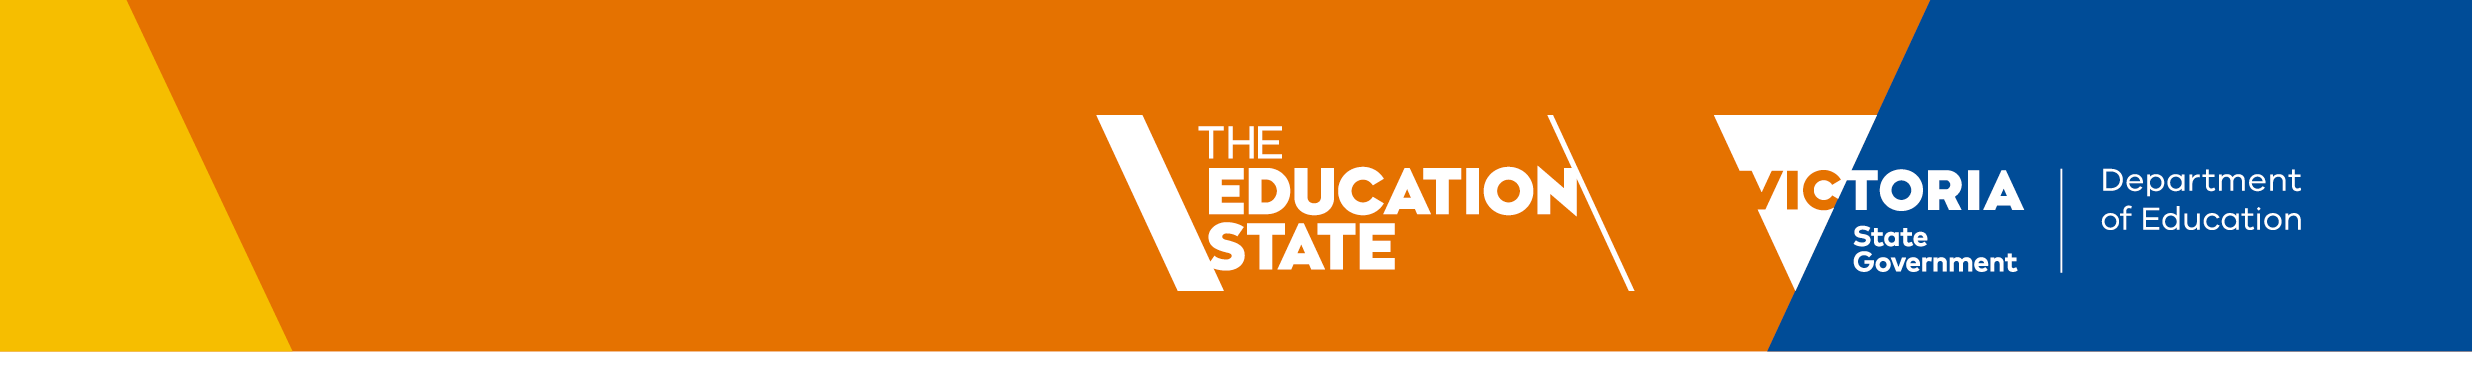 THE
EDUCATION
STATE
VICTORIA
State
Government
Department
of Education